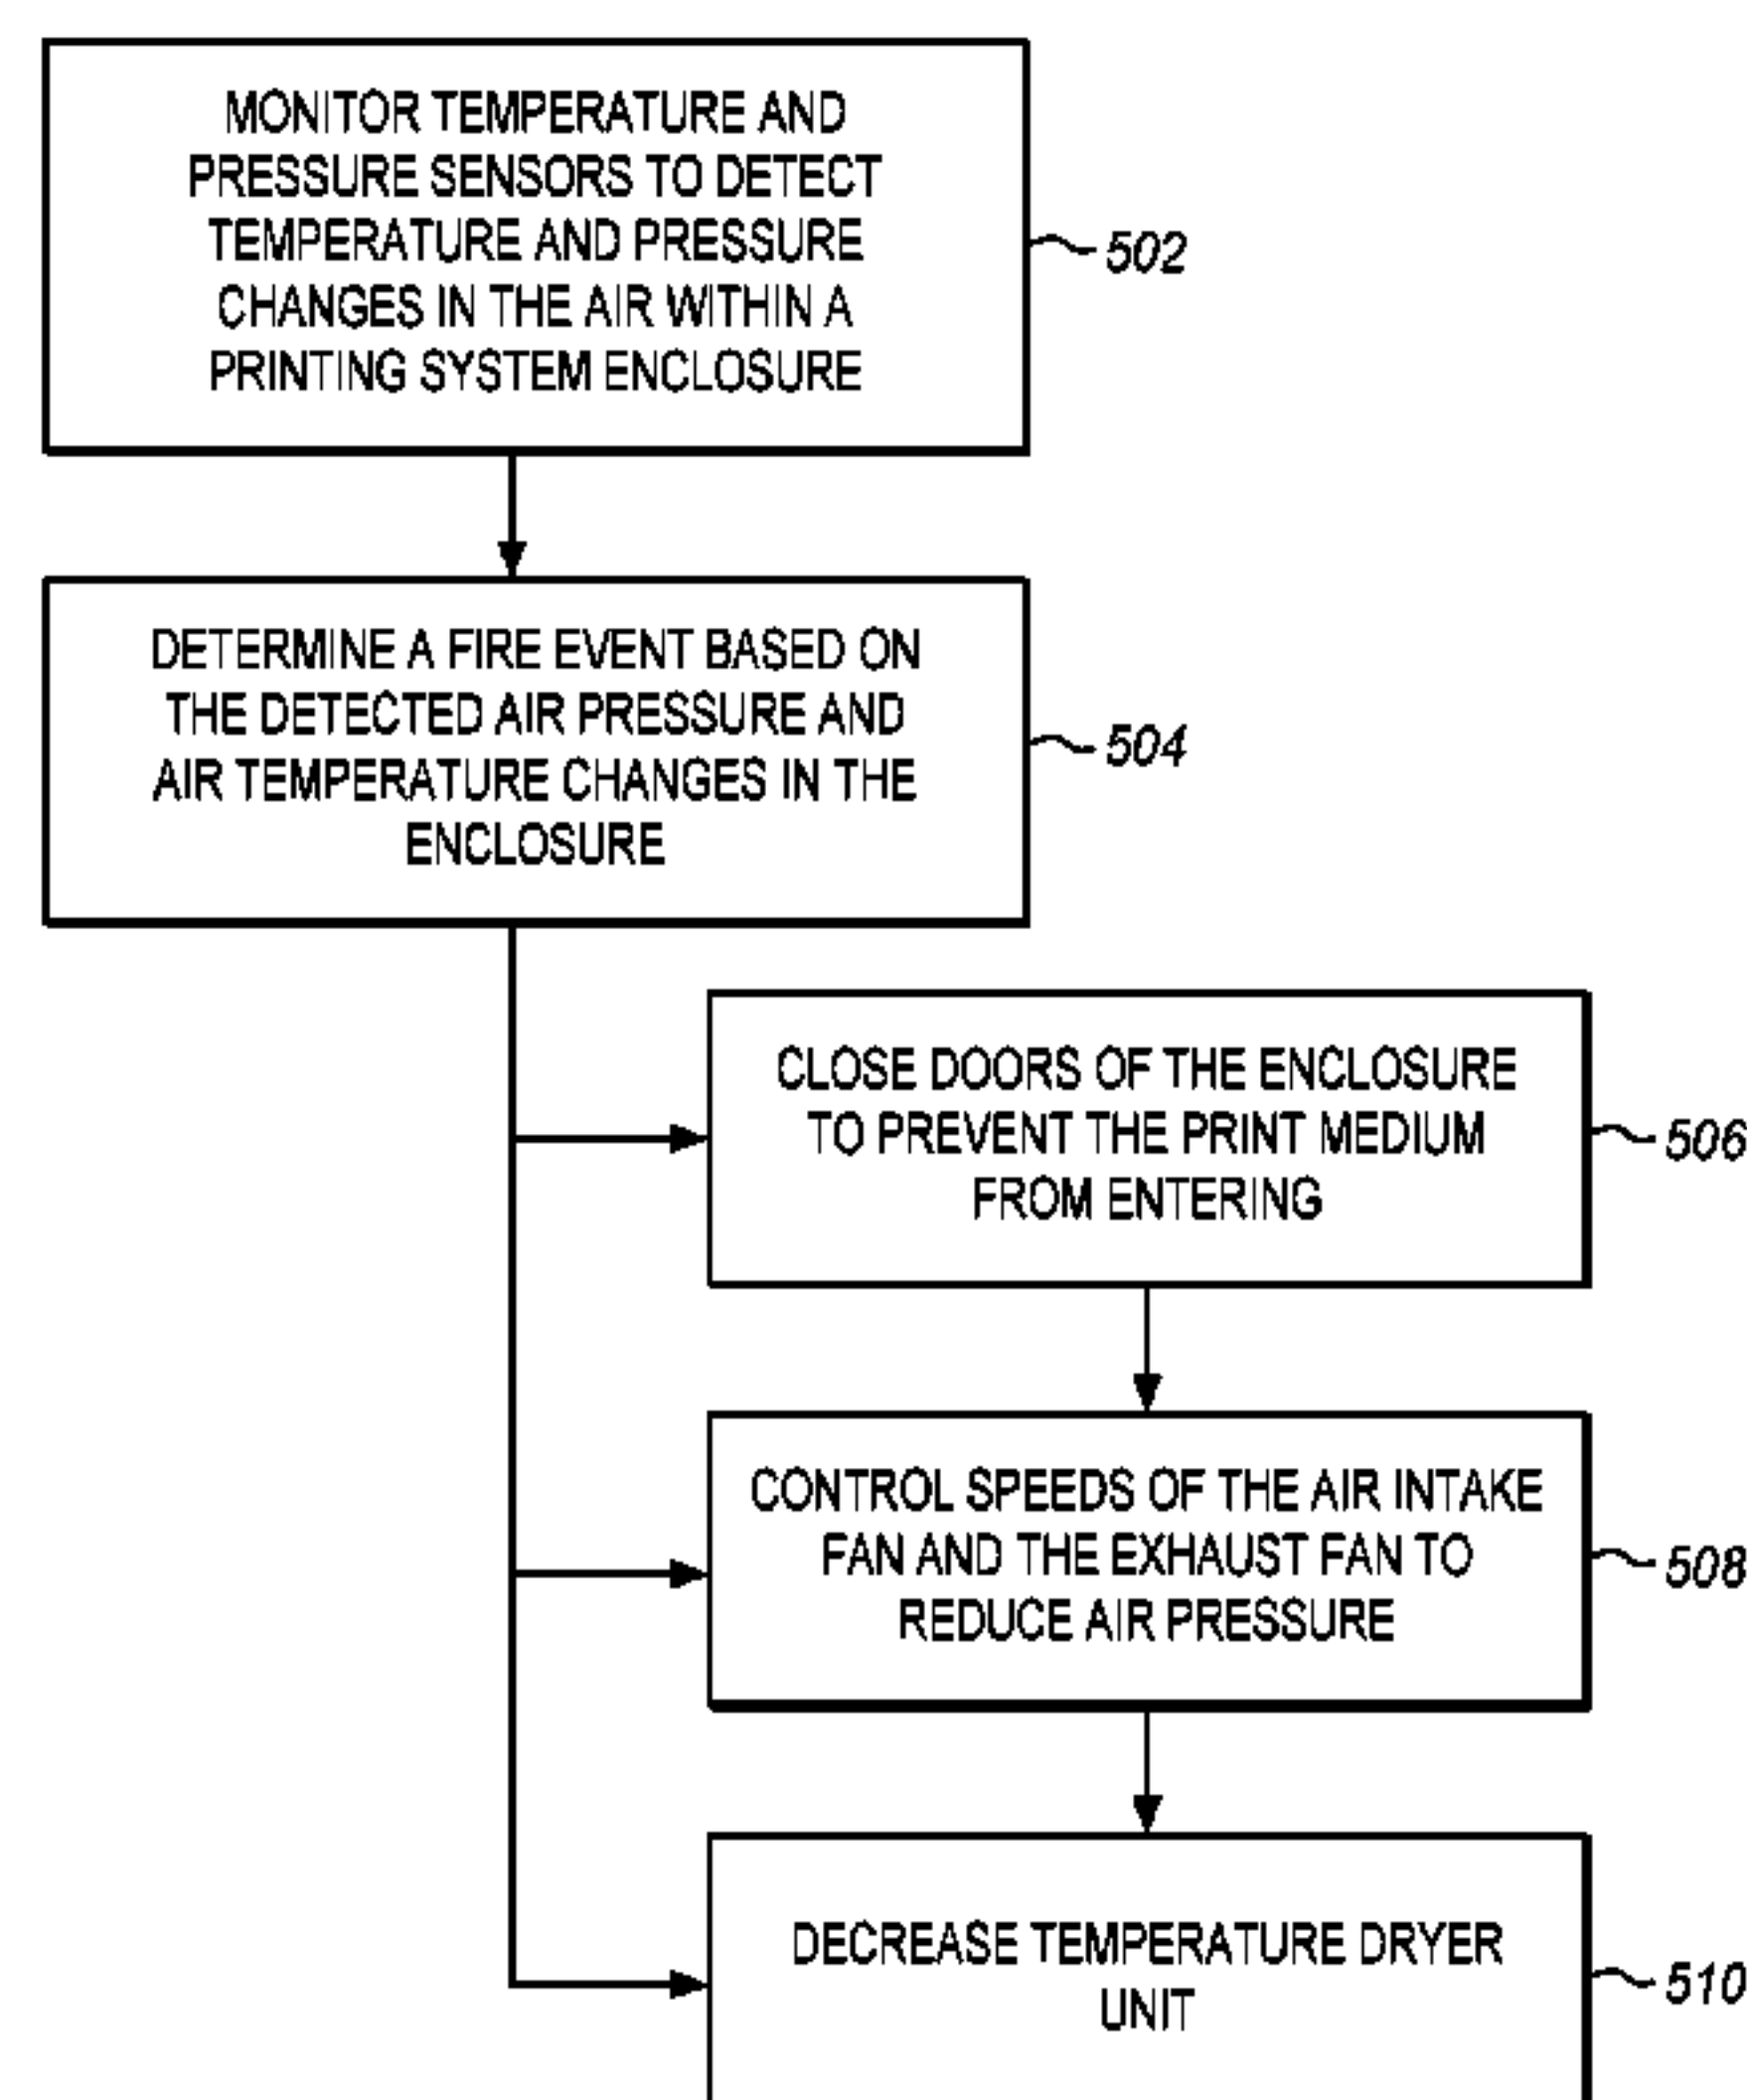 MONITOR TEMPERATURE AND
PRESSURE SENSORS TO DETECT
TEMPERATURE AND PRESSURE
CHANGES IN THE AIR WITHIN A
PRINTING SYSTEM ENCLOSURE
502
DETERMINE A FIRE EVENT BASED ON
THE DETECTED AIR PRESSURE AND
AIR TEMPERATURE CHANGES IN THE
ENCLOSURE
504
CLOSE DOORS OF THE ENCLOSURE
TO PREVENT THE PRINT MEDIUM
FROM ENTERING
506
CONTROL SPEEDS OF THE AIR INTAKE
FAN AND THE EXHAUST FAN TO
REDUCE AIR PRESSURE
508
DECREASE TEMPERATURE DRYER
UNIT
510